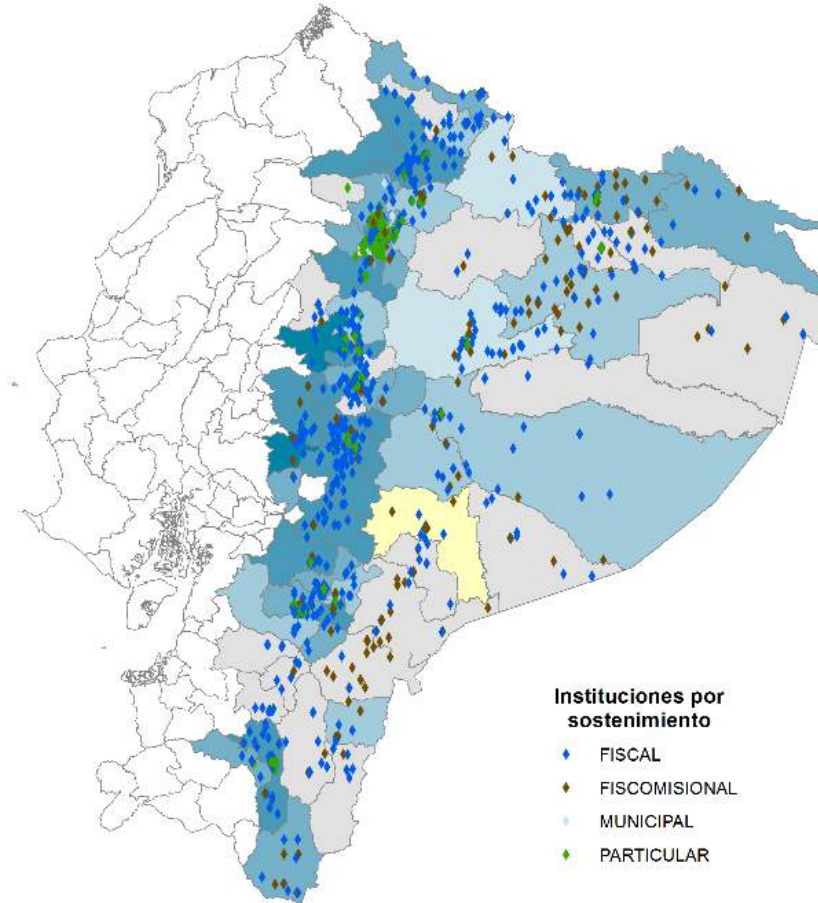 Instituciones por
sostenimiento
FISCAL
FISCOMISIONAL
MUNICIPAL
PARTICULAR